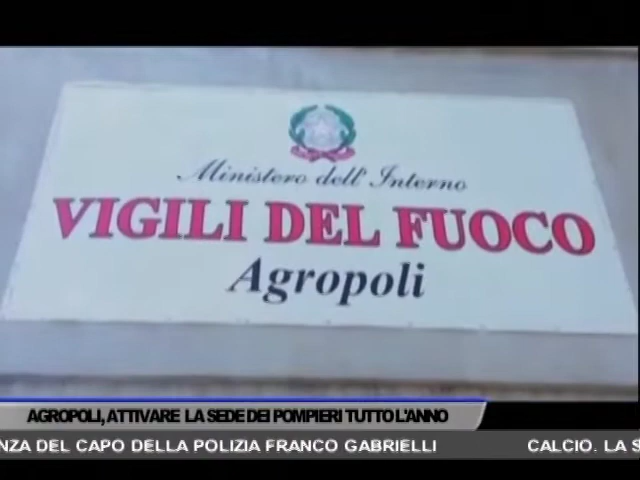 Ministero dell'Interno
VIGILI DEL FUOCO
Agropoli
AGROPOLI, ATTIVARE LA SEDE DEI POMPIERI TUTTO L'ANNO
NZA DEL CAPO DELLA POLIZIA FRANCO GABRIELLI CALCIO. LA S